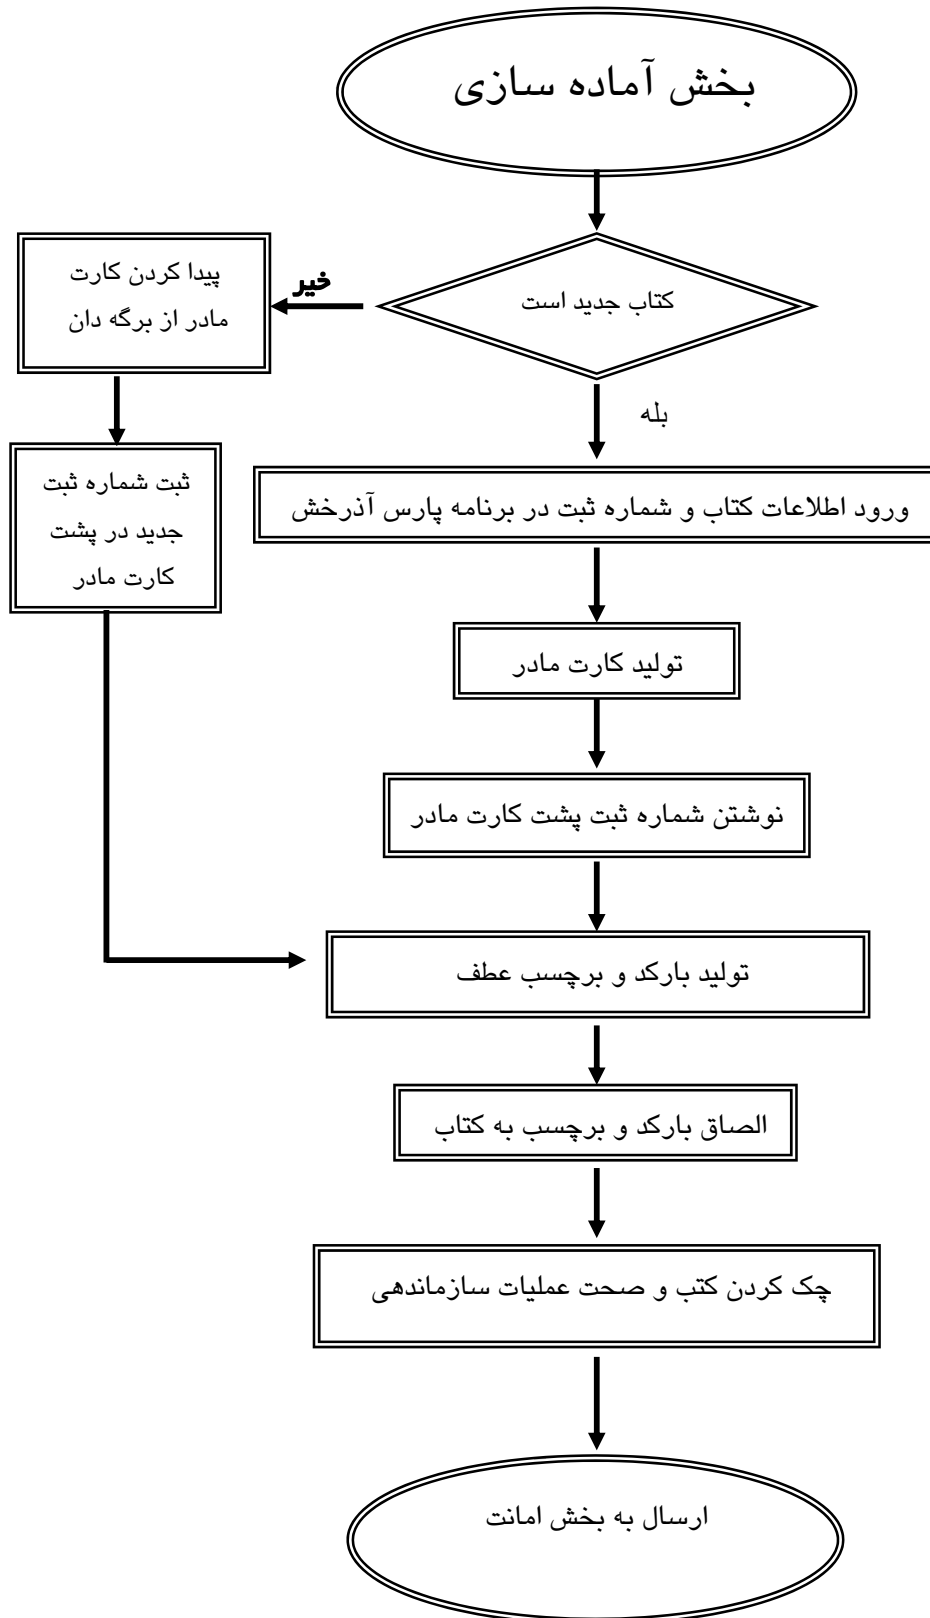 بخش آماده سازی
کتاب جدید است
خیر
پیدا کردن کارت
مادر از برگه دان
بله
ثبت شماره ثبت
جدید در پشت
کارت مادر
ورود اطلاعات کتاب و شماره ثبت در برنامه پارس آذرخش
تولید کارت مادر
نوشتن شماره ثبت پشت کارت مادر
تولید بارکد و برچسب عطف
الصاق بارکد و برچسب به کتاب
چک کردن کتب و صحت عملیات سازماندهی
ارسال به بخش امانت